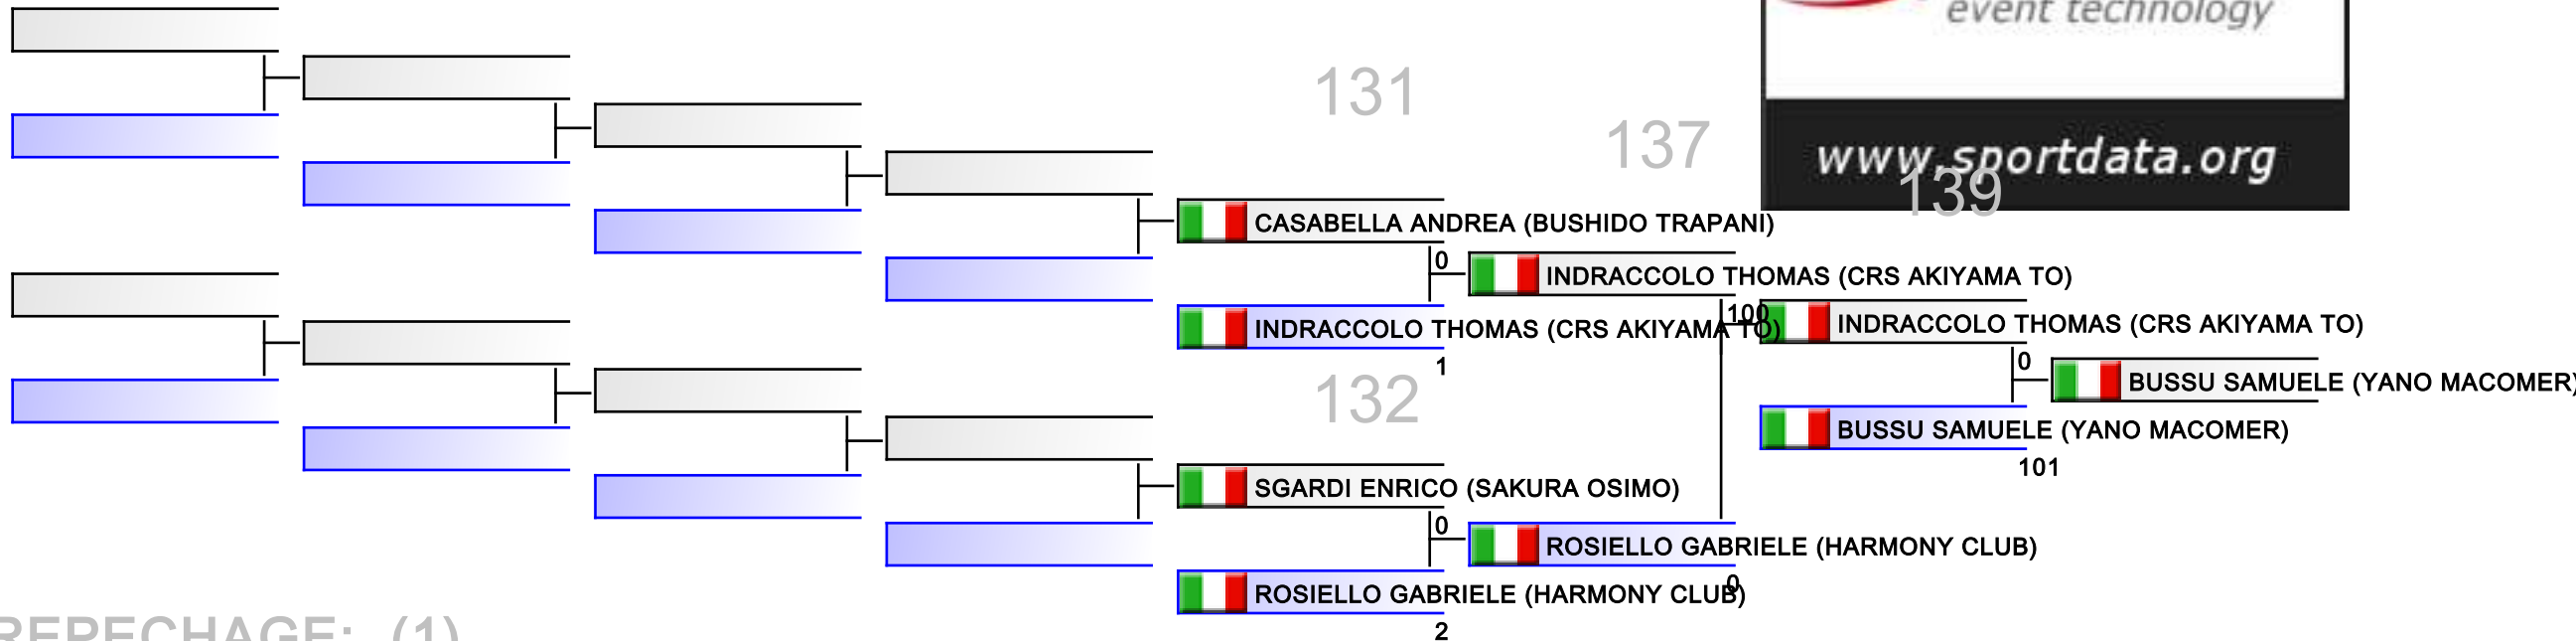 event technology
www.sportdata.org
131
137
139
CASABELLA ANDREA (BUSHIDO TRAPANI)
0
INDRACCOLO THOMAS (CRS AKIYAMA TO)
100
INDRACCOLO THOMAS (CRS AKIYAMA TO)
INDRACCOLO THOMAS (CRS AKIYAMA TO)
0
1
BUSSU SAMUELE (YANO MACOMER)
132
BUSSU SAMUELE (YANO MACOMER)
101
SGARDI ENRICO (SAKURA OSIMO)
0
ROSIELLO GABRIELE (HARMONY CLUB)
0
ROSIELLO GABRIELE (HARMONY CLUB)
2
REPECHAGE: (1)